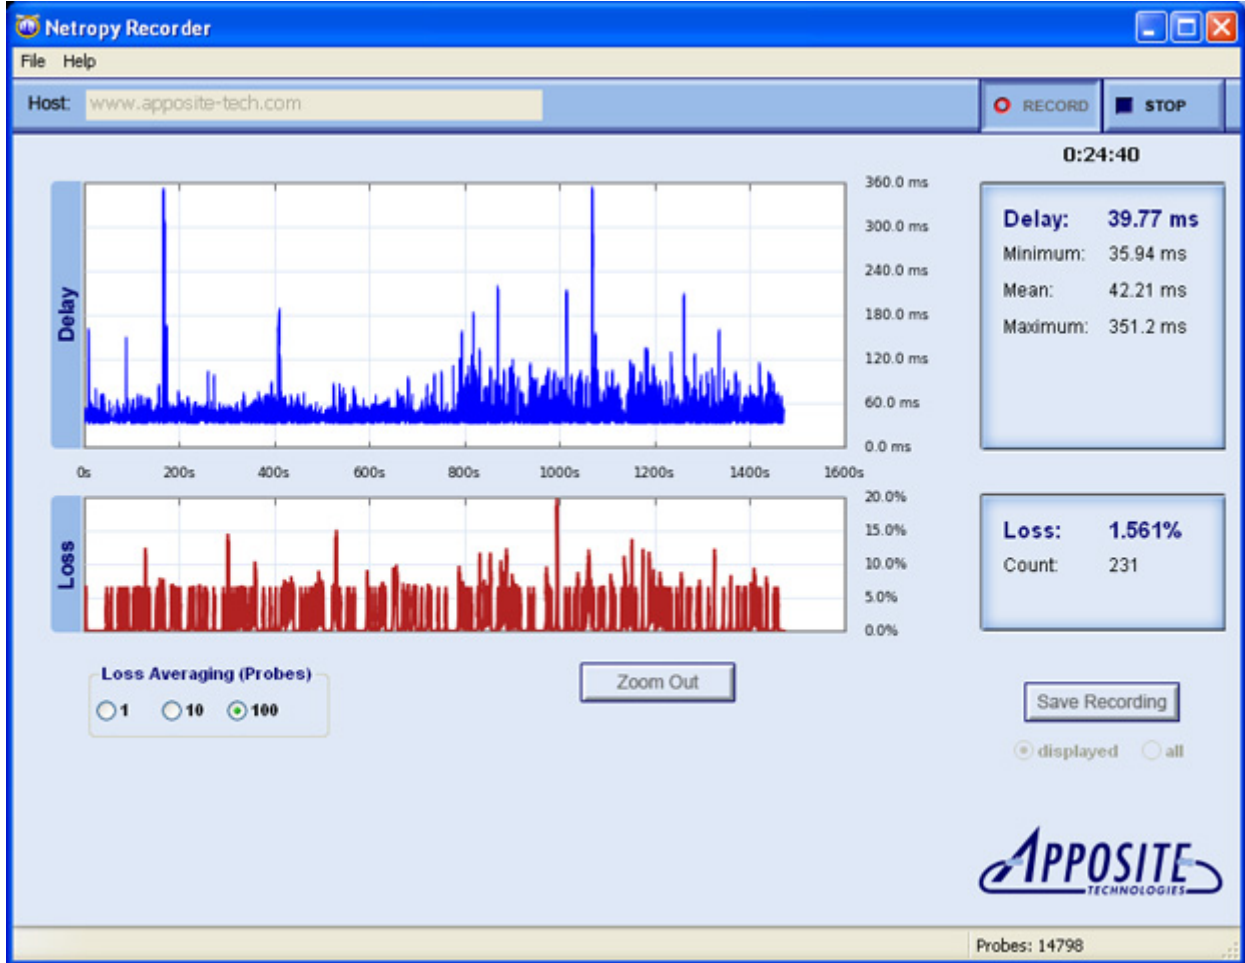 Netropy Recorder
File Help
Host: www.apposite-tech.com
RECORD STOP
0:24:40
Delay
360.0 ms
300.0 ms
240.0 ms
180.0 ms
120.0 ms
60.0 ms
0.0 ms
0s 200s 400s 600s 800s 1000s 1200s 1400s 1600s
Delay: 39.77 ms
Minimum: 35.94 ms
Mean: 42.21 ms
Maximum: 351.2 ms
Loss
20.0%
15.0%
10.0%
5.0%
0.0%
Loss: 1.561%
Count: 231
Loss Averaging (Probes)
1 10 100
Zoom Out
Save Recording
displayed all
APPOSITE
TECHNOLOGIES
Probes: 14798